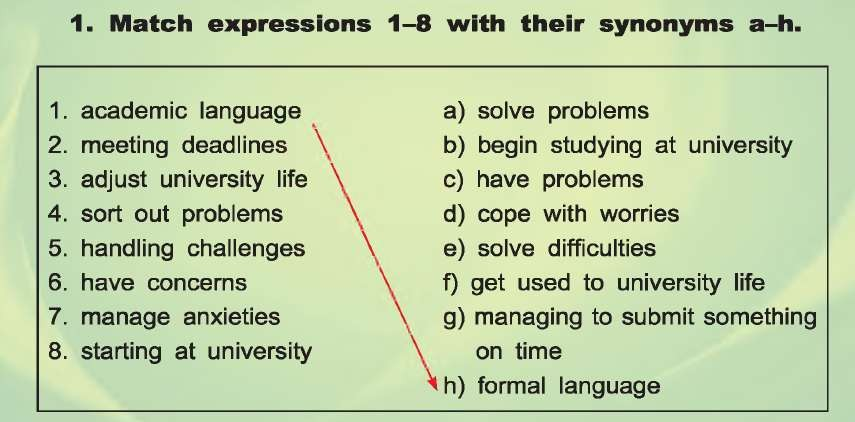 1. Match expressions 1–8 with their synonyms a–h.
1. academic language
2. meeting deadlines
3. adjust university life
4. sort out problems
5. handling challenges
6. have concerns
7. manage anxieties
8. starting at university
a) solve problems
b) begin studying at university
c) have problems
d) cope with worries
e) solve difficulties
f) get used to university life
g) managing to submit something
on time
h) formal language